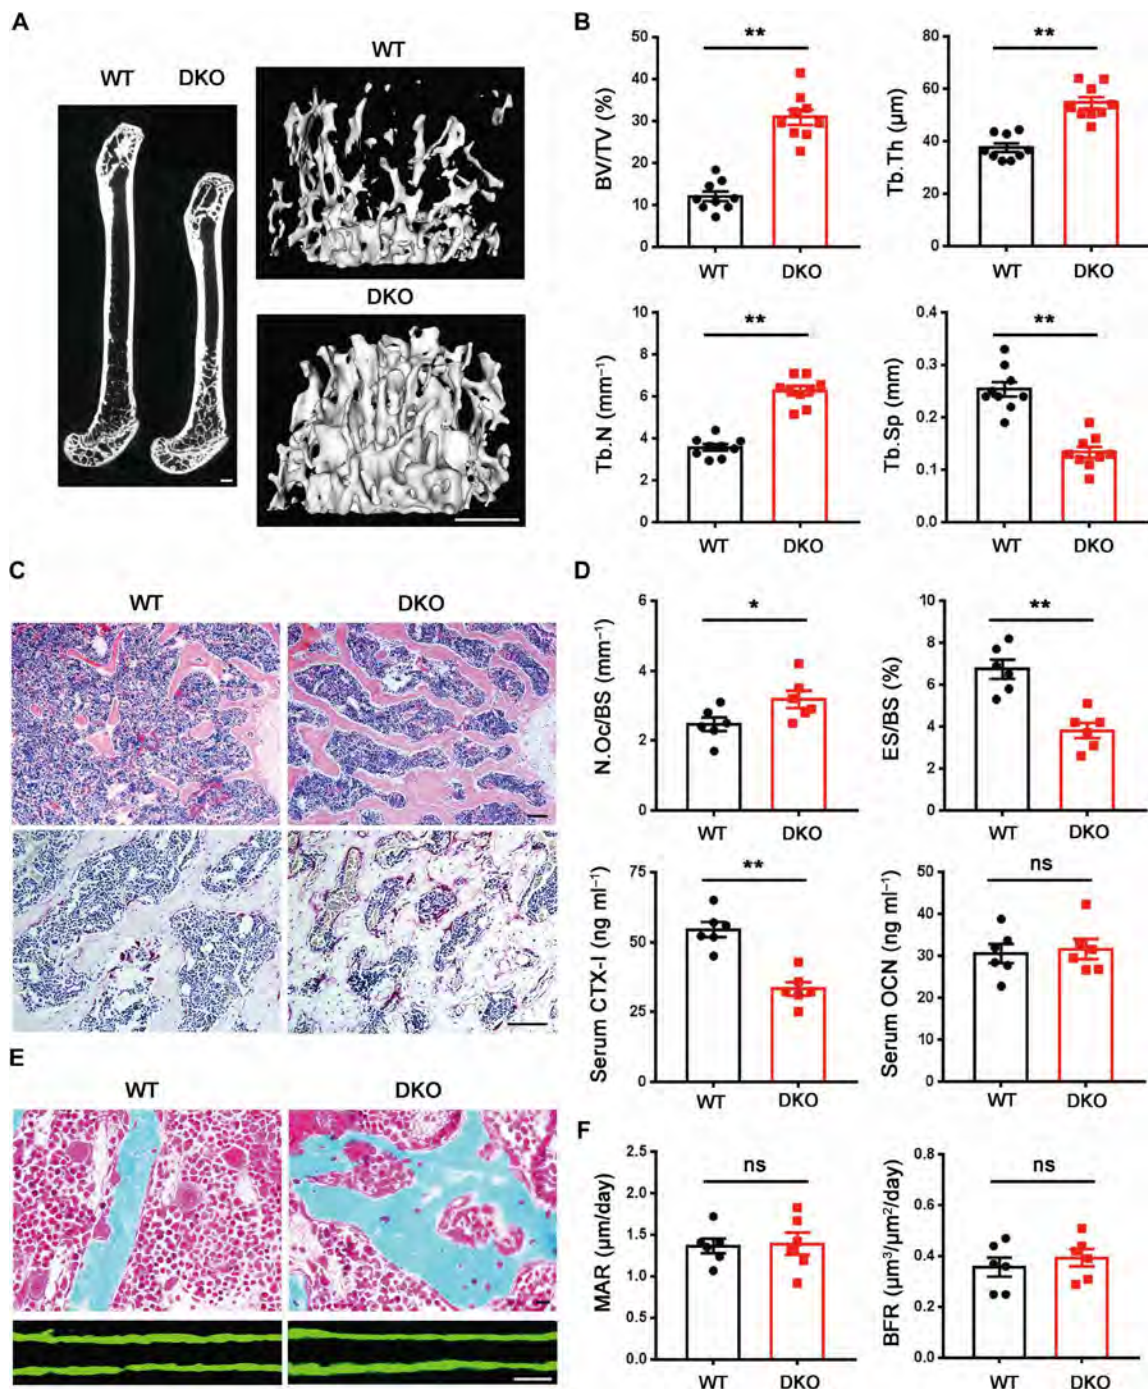 A
WT
DKO
WT
DKO
B
**
50
40
30
20
10
0
BV/TV (%)
WT
DKO
**
80
60
40
20
0
Tb.Th (µm)
WT
DKO
**
10
8
6
4
2
0
Tb.N (mm⁻¹)
WT
DKO
**
0.4
0.3
0.2
0.1
0.0
Tb.Sp (mm)
WT
DKO
C
WT
DKO
D
*
6
4
2
0
N.Oc/BS (mm⁻¹)
WT
DKO
**
10
8
6
4
2
0
ES/BS (%)
WT
DKO
**
75
50
25
0
Serum CTX-I (ng ml⁻¹)
WT
DKO
ns
50
40
30
20
10
0
Serum OCN (ng ml⁻¹)
WT
DKO
E
WT
DKO
F
ns
2.5
2.0
1.5
1.0
0.5
0.0
MAR (µm/day)
WT
DKO
ns
0.8
0.6
0.4
0.2
0.0
BFR (µm³/µm²/day)
WT
DKO